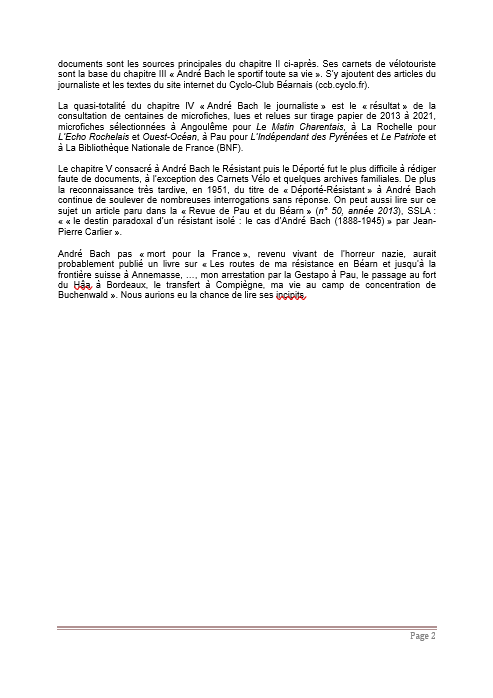 documents sont les sources principales du chapitre II ci-après. Ses carnets de vélotouriste
sont la base du chapitre III « André Bach le sportif toute sa vie ». S'y ajoutent des articles du
journaliste et les textes du site internet du Cyclo-Club Béarnais (ccb.cyclo.fr).
La quasi-totalité du chapitre IV « André Bach le journaliste » est le « résultat » de la
consultation de centaines de microfiches, lues et relues sur tirage papier de 2013 à 2021,
microfiches sélectionnées à Angoulême pour Le Matin Charentais, à La Rochelle pour
L'Echo Rochelais et Ouest-Océan, à Pau pour L'Indépendant des Pyrénées et Le Patriote et
à La Bibliothèque Nationale de France (BNF).
Le chapitre V consacré à André Bach le Résistant puis le Déporté fut le plus difficile à rédiger
faute de documents, à l'exception des Carnets Vélo et quelques archives familiales. De plus
la reconnaissance très tardive, en 1951, du titre de « Déporté-Résistant » à André Bach
continue de soulever de nombreuses interrogations sans réponse. On peut aussi lire sur ce
sujet un article paru dans la « Revue de Pau et du Béarn » (n° 50, année 2013), SSLA :
« « le destin paradoxal d'un résistant isolé : le cas d'André Bach (1888-1945) » par Jean-
Pierre Carlier ».
André Bach pas « mort pour la France », revenu vivant de l'horreur nazie, aurait
probablement publié un livre sur « Les routes de ma résistance en Béarn et jusqu'à la
frontière suisse à Annemasse, …, mon arrestation par la Gestapo à Pau, le passage au fort
du Hâa, à Bordeaux, le transfert à Compiègne, ma vie au camp de concentration de
Buchenwald ». Nous aurions eu la chance de lire ses incipits.
Page 2